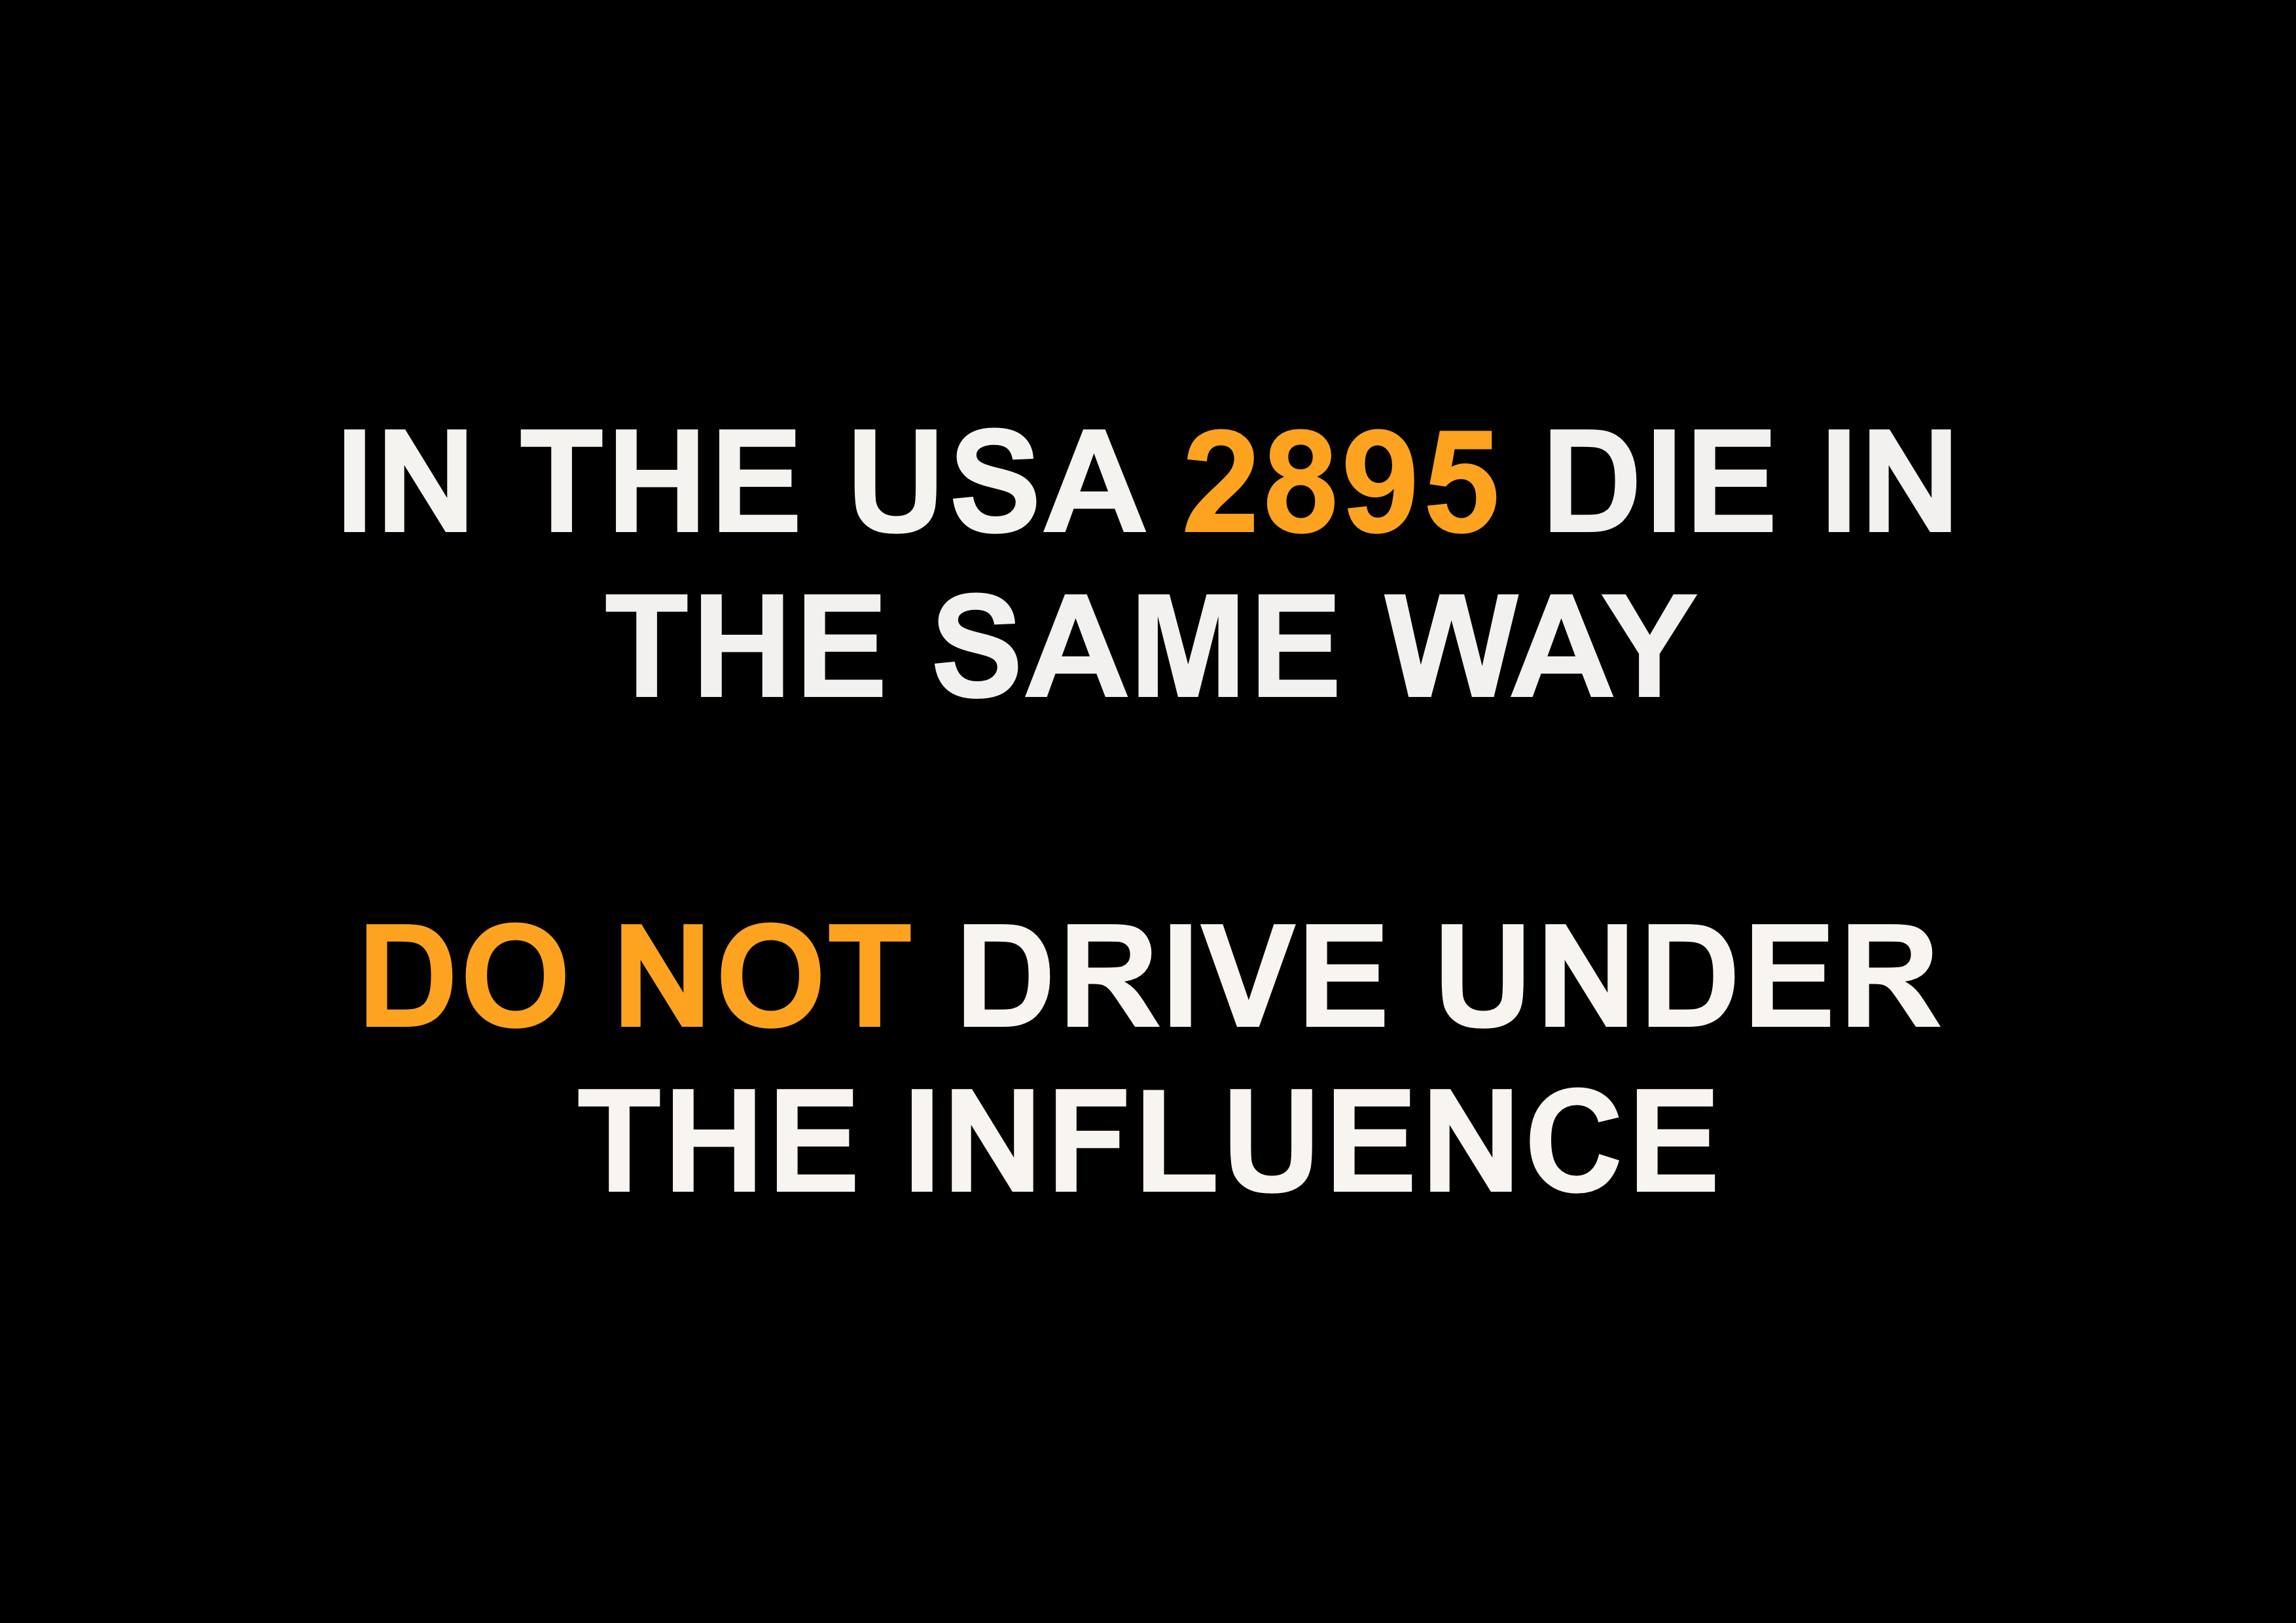 IN THE USA 2895 DIE IN
THE SAME WAY
DO NOT DRIVE UNDER
THE INFLUENCE